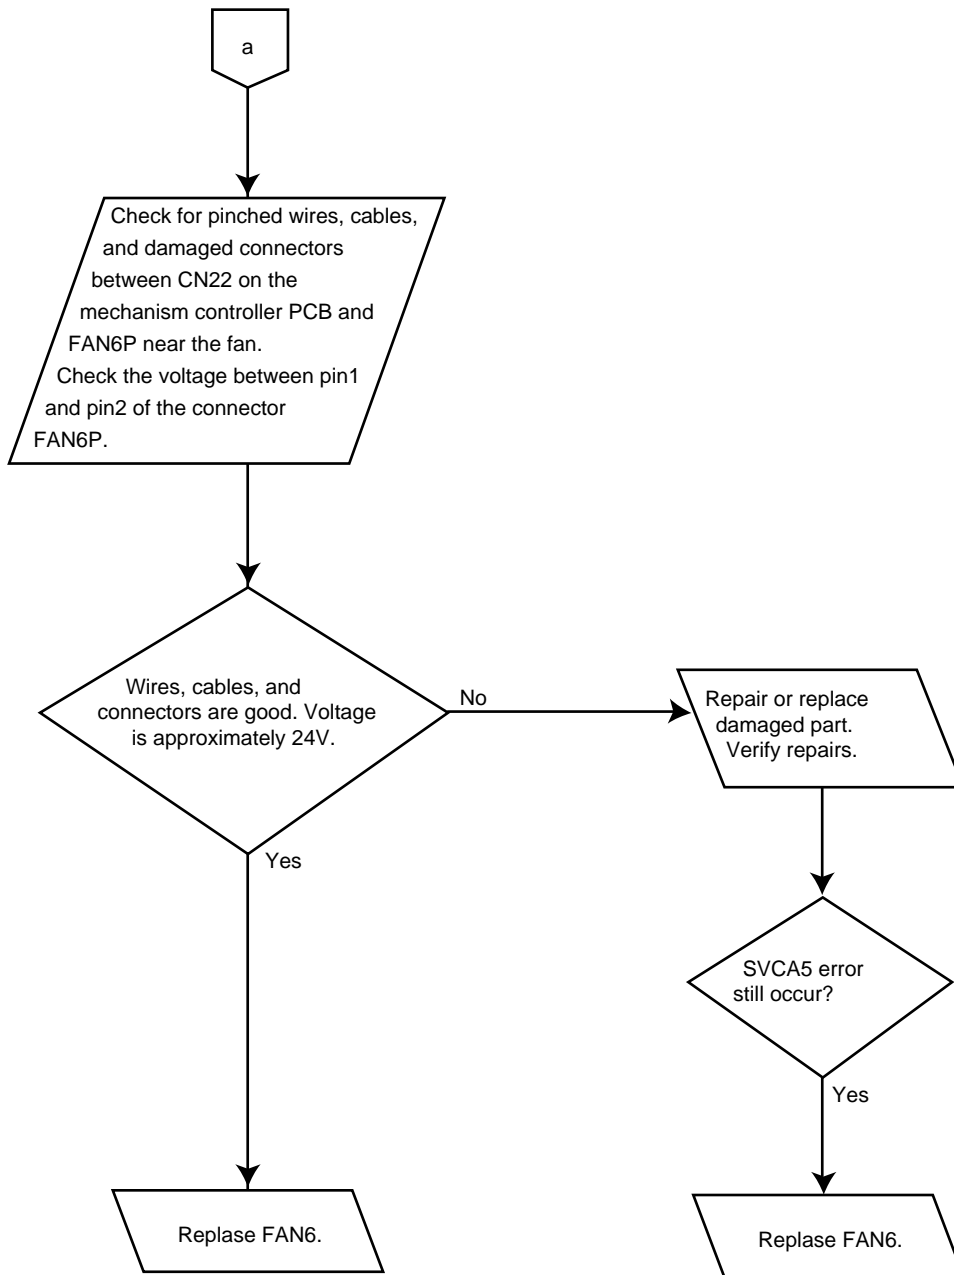 a
Check for pinched wires, cables,
and damaged connectors
between CN22 on the
mechanism controller PCB and
FAN6P near the fan.
Check the voltage between pin1
and pin2 of the connector
FAN6P.
Wires, cables, and
connectors are good. Voltage
is approximately 24V.
No
Repair or replace
damaged part.
Verify repairs.
Yes
SVCA5 error
still occur?
Yes
Replase FAN6.
Replase FAN6.